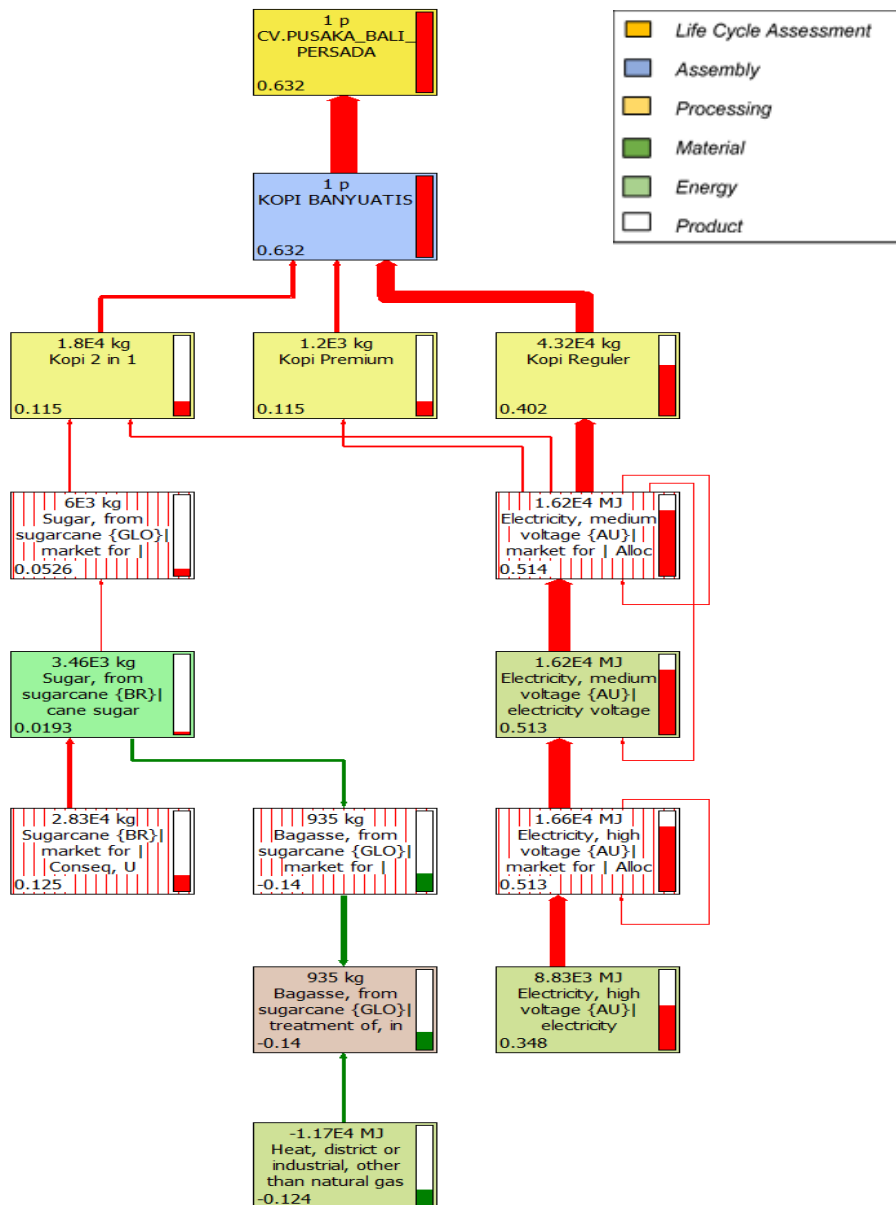 1 p
CV.PUSAKA_BALI_
PERSADA
0.632
Life Cycle Assessment
Assembly
Processing
Material
Energy
Product
1 p
KOPI BANYUATIS
0.632
1.8E4 kg
Kopi 2 in 1
0.115
1.2E3 kg
Kopi Premium
0.115
4.32E4 kg
Kopi Reguler
0.402
6E3 kg
Sugar, from
sugarcane {GLO}|
market for |
0.0526
1.62E4 MJ
Electricity, medium
voltage {AU}|
market for | Alloc
0.514
3.46E3 kg
Sugar, from
sugarcane {BR}|
cane sugar
0.0193
1.62E4 MJ
Electricity, medium
voltage {AU}|
electricity voltage
0.513
2.83E4 kg
Sugarcane {BR}|
market for |
Conseq, U
0.125
935 kg
Bagasse, from
sugarcane {GLO}|
market for |
-0.14
1.66E4 MJ
Electricity, high
voltage {AU}|
market for | Alloc
0.513
935 kg
Bagasse, from
sugarcane {GLO}|
treatment of, in
-0.14
8.83E3 MJ
Electricity, high
voltage {AU}|
electricity
0.348
-1.17E4 MJ
Heat, district or
industrial, other
than natural gas
-0.124